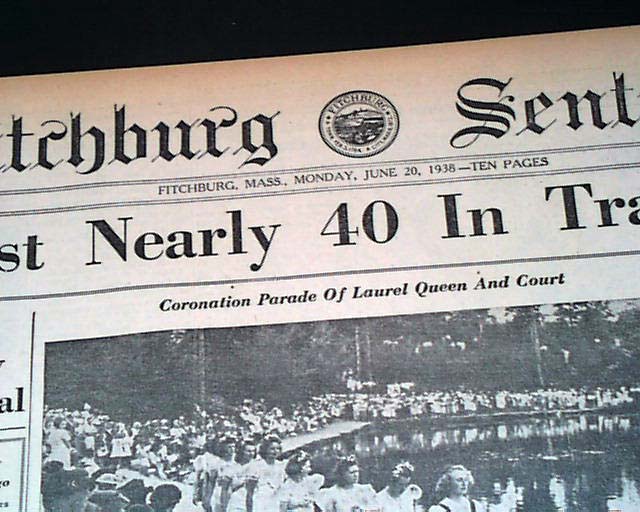 itchburg FITCHBURG Sent
FITCHBURG, MASS., MONDAY, JUNE 20, 1938—TEN PAGES
st Nearly 40 In Tra
Coronation Parade Of Laurel Queen And Court
al